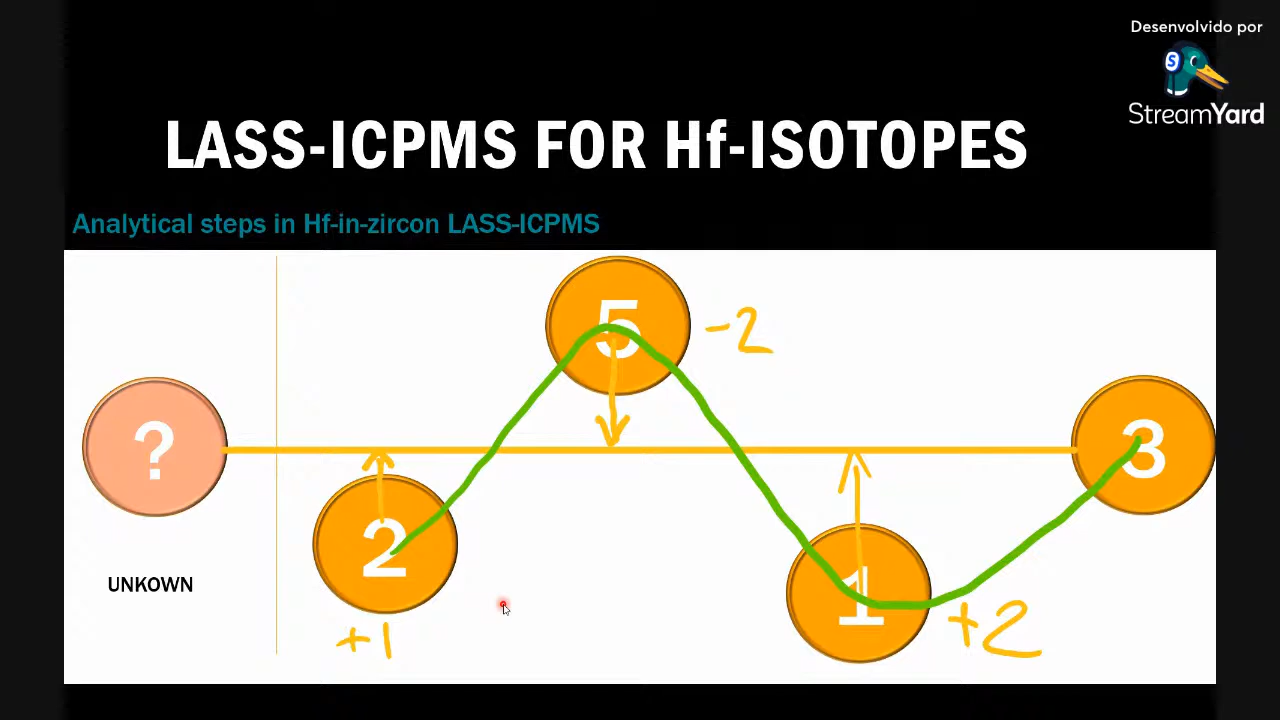 Desenvolvido por
StreamYard
LASS-ICPMS FOR Hf-ISOTOPES
Analytical steps in Hf-in-zircon LASS-ICPMS
5
-2
?
3
2
1
UNKOWN
+1
+2